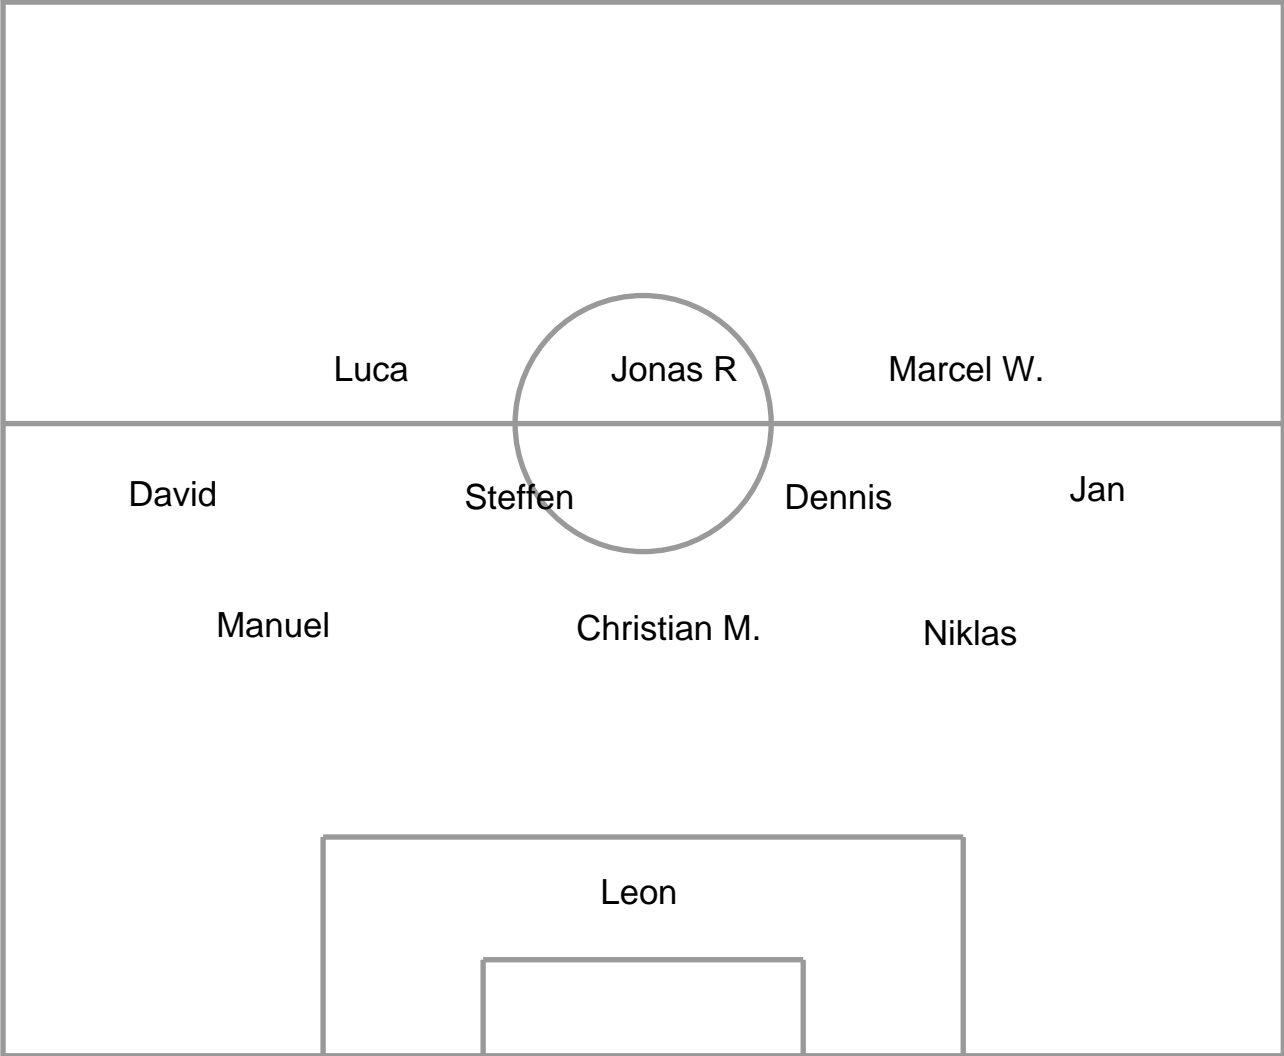 Luca Jonas R Marcel W.
David Steffen Dennis Jan
Manuel Christian M. Niklas
Leon